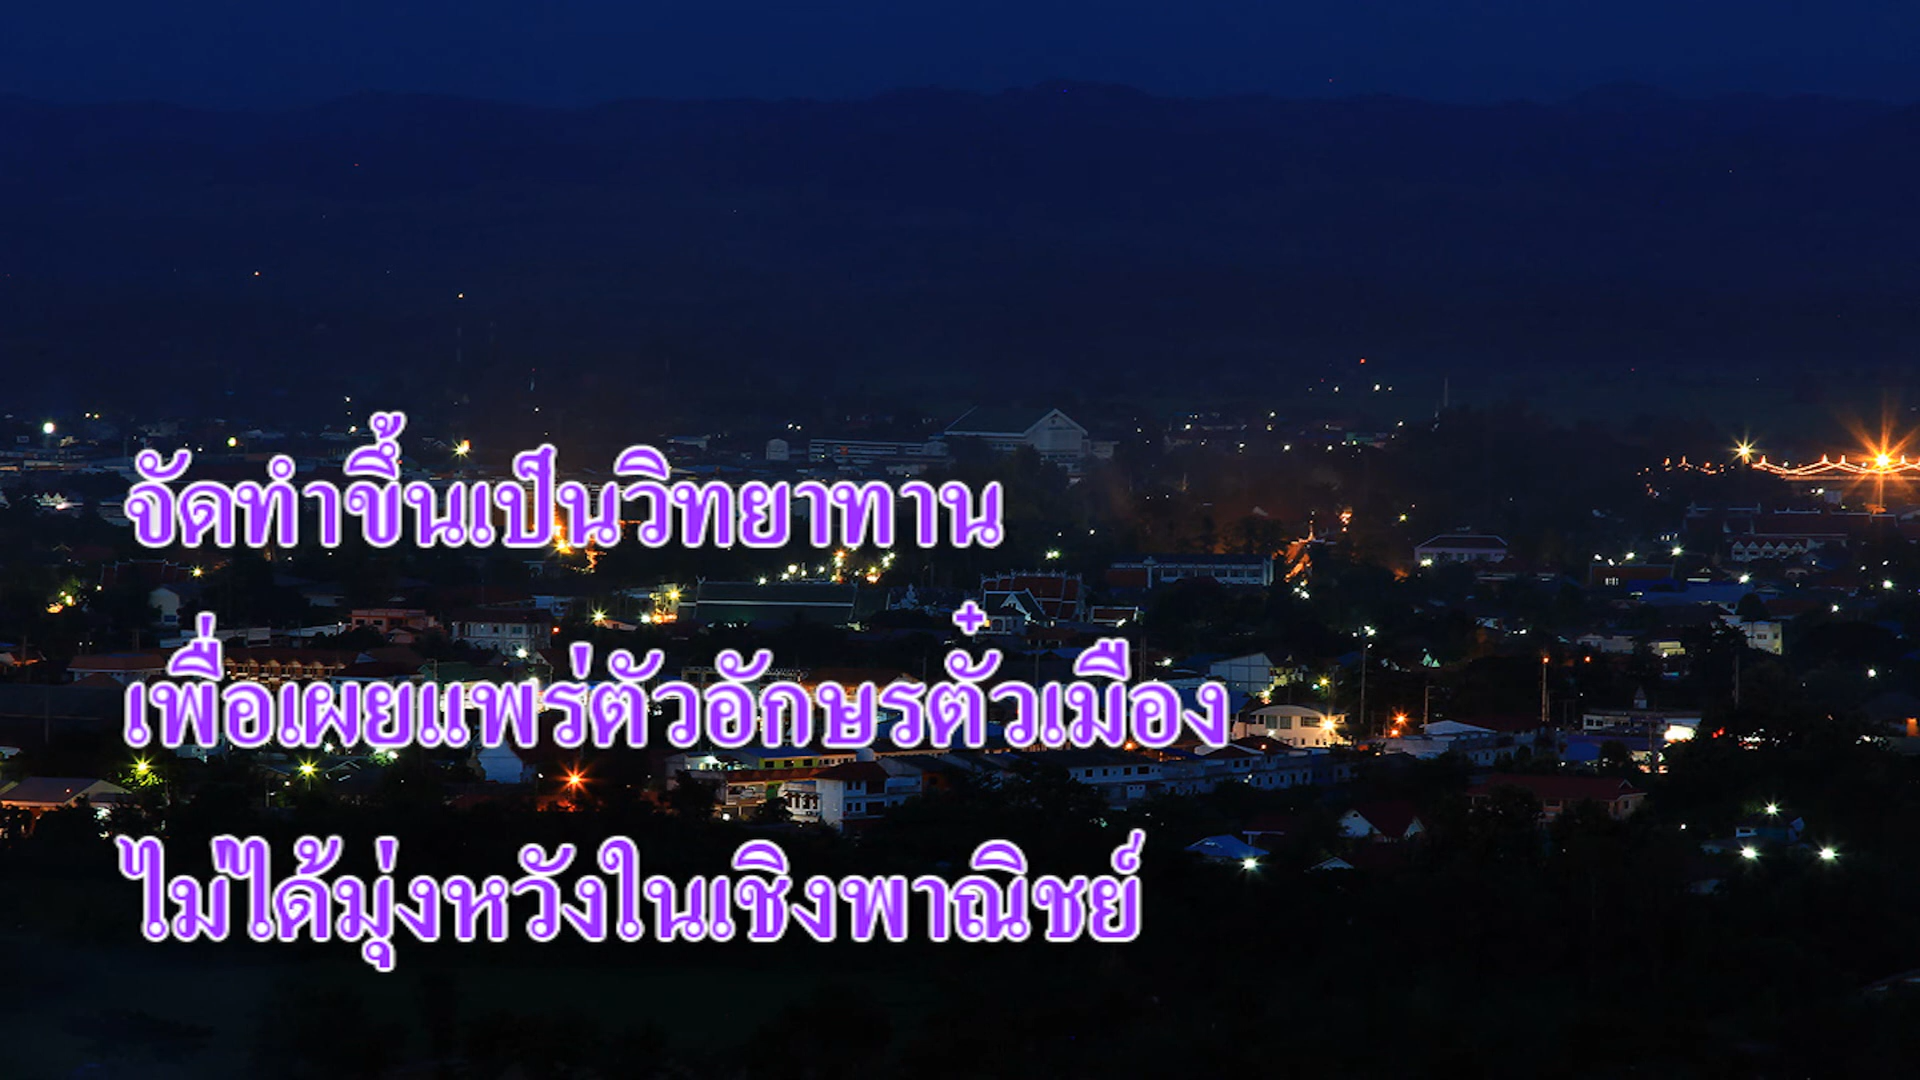 จัดทำขึ้นเป็นวิทยาทาน
เพื่อเผยแพร่ตัวอักษรตั๋วเมือง
ไม่ได้มุ่งหวังในเชิงพาณิชย์